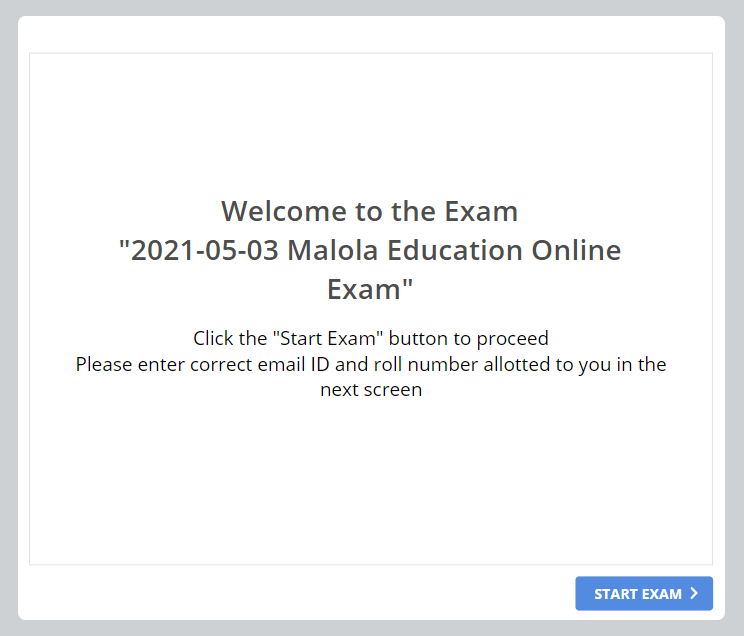 Welcome to the Exam
"2021-05-03 Malola Education Online
Exam"
Click the "Start Exam" button to proceed
Please enter correct email ID and roll number allotted to you in the
next screen
START EXAM